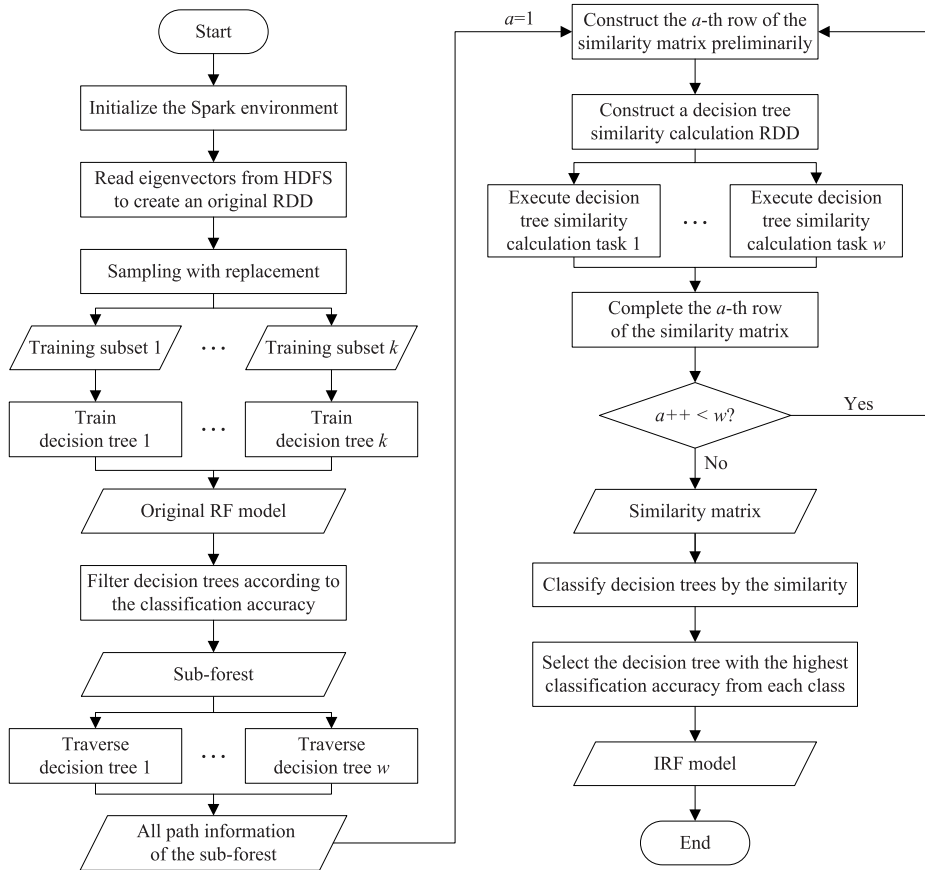 Start
Initialize the Spark environment
Read eigenvectors from HDFS
to create an original RDD
Sampling with replacement
Training subset 1
...
Training subset k
Train
decision tree 1
...
Train
decision tree k
Original RF model
Filter decision trees according to
the classification accuracy
Sub-forest
Traverse
decision tree 1
...
Traverse
decision tree w
All path information
of the sub-forest
a=1
Construct the a-th row of the
similarity matrix preliminarily
Construct a decision tree
similarity calculation RDD
Execute decision
tree similarity
calculation task 1
...
Execute decision
tree similarity
calculation task w
Complete the a-th row
of the similarity matrix
a++ < w?
Yes
No
Similarity matrix
Classify decision trees by the similarity
Select the decision tree with the highest
classification accuracy from each class
IRF model
End